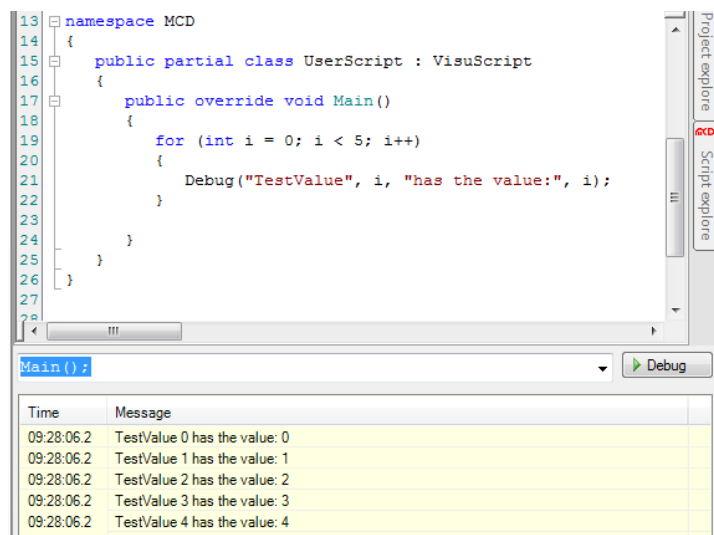 13 namespace MCD
14 {
15 public partial class UserScript : VisuScript
16 {
17 public override void Main()
18 {
19 for (int i = 0; i < 5; i++)
20 {
21 Debug("TestValue", i, "has the value:", i);
22 }
23
24 }
25 }
26 }
27
28
Project explore
MCD Script explore
Main();
Debug
Time Message
09:28:06.2 TestValue 0 has the value: 0
09:28:06.2 TestValue 1 has the value: 1
09:28:06.2 TestValue 2 has the value: 2
09:28:06.2 TestValue 3 has the value: 3
09:28:06.2 TestValue 4 has the value: 4